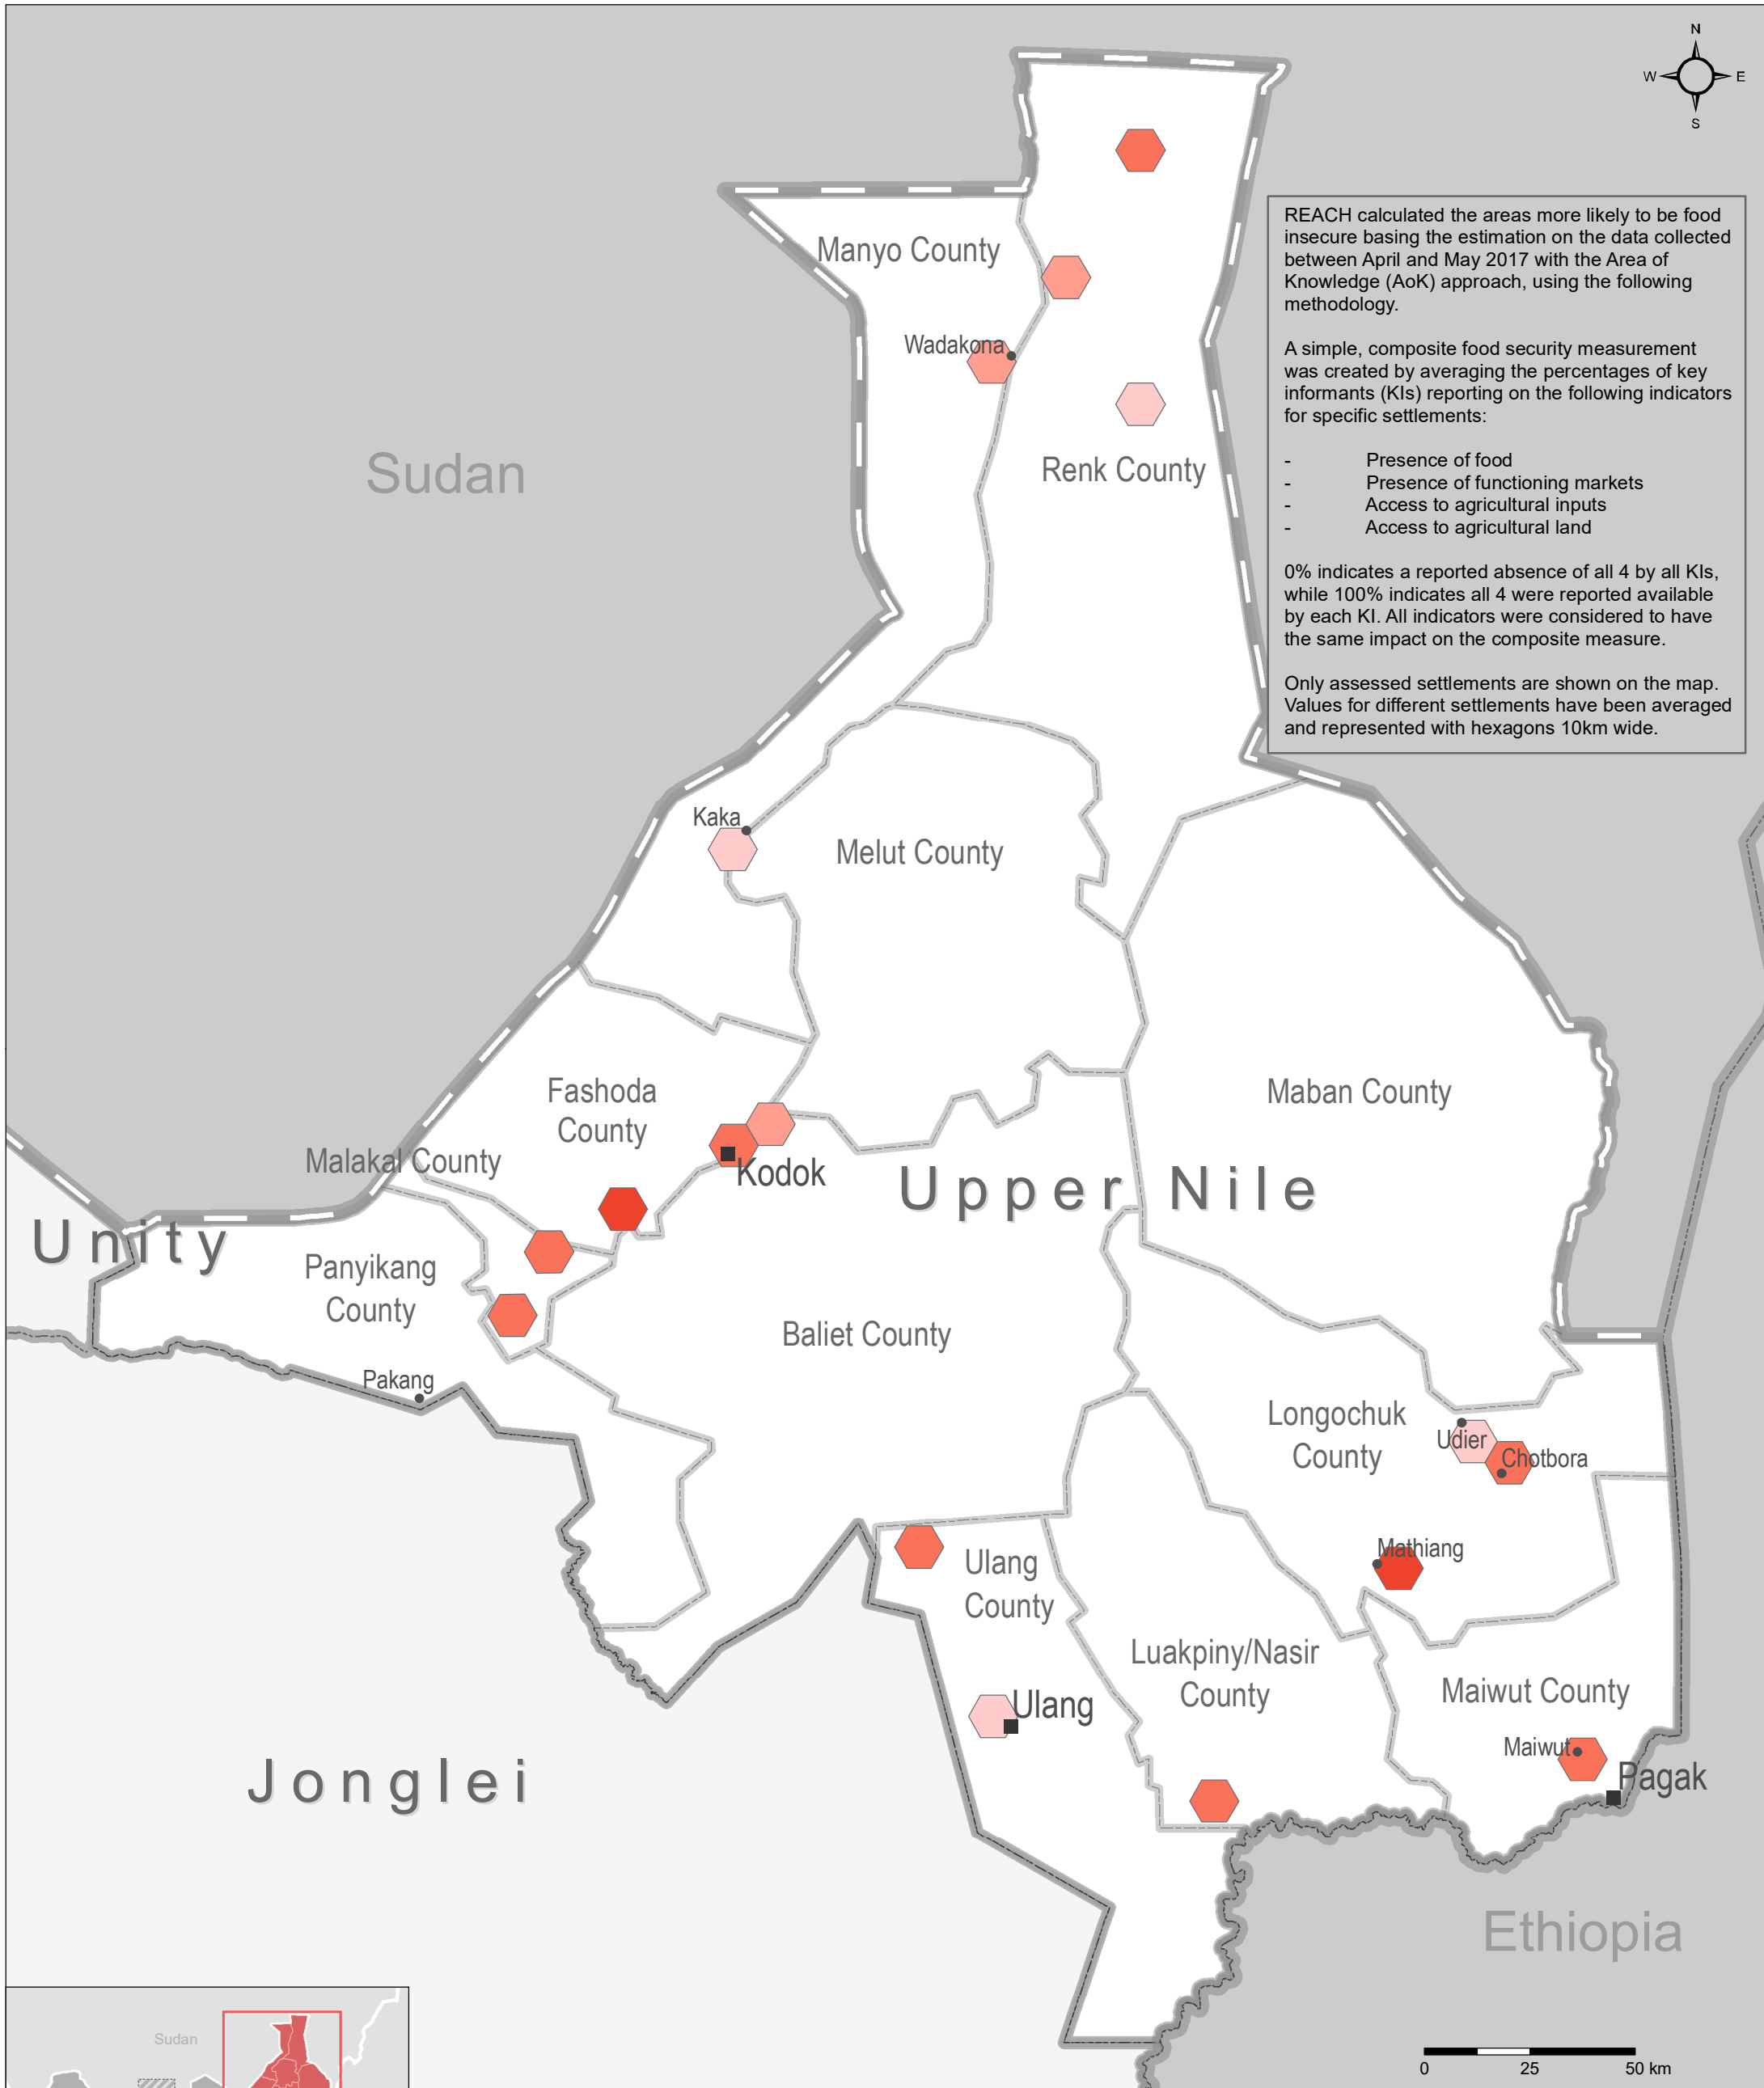 N
W
E
S
REACH calculated the areas more likely to be food
insecure basing the estimation on the data collected
between April and May 2017 with the Area of
Knowledge (AoK) approach, using the following
methodology.
A simple, composite food security measurement
was created by averaging the percentages of key
informants (KIs) reporting on the following indicators
for specific settlements:
- Presence of food
- Presence of functioning markets
- Access to agricultural inputs
- Access to agricultural land
0% indicates a reported absence of all 4 by all KIs,
while 100% indicates all 4 were reported available
by each KI. All indicators were considered to have
the same impact on the composite measure.
Only assessed settlements are shown on the map.
Values for different settlements have been averaged
and represented with hexagons 10km wide.
Manyo County
Wadakona
Sudan
Renk County
Kaka
Melut County
Fashoda
County
Maban County
Malakal County
Kodok
Upper Nile
Unity
Panyikang
County
Baliet County
Pakang
Longochuk
County
Udier
Chotbora
Mathiang
Ulang
County
Luakpiny/Nasir
County
Maiwut County
Ulang
Maiwut
Pagak
Jonglei
Ethiopia
Sudan
0 25 50 km